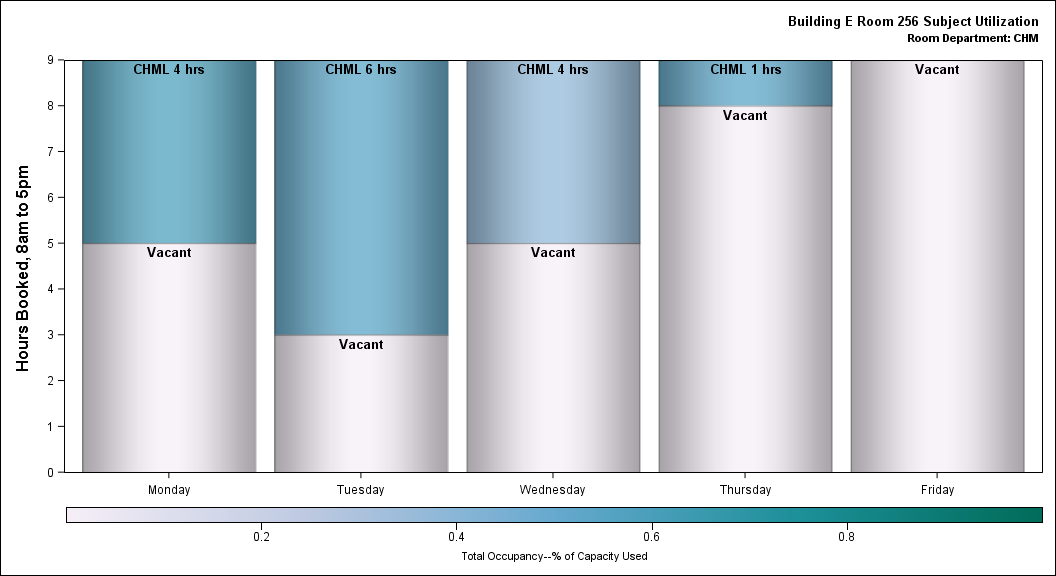 Building E Room 256 Subject Utilization
Room Department: CHM
Hours Booked, 8am to 5pm
9
8
7
6
5
4
3
2
1
0
CHML 4 hrs
Vacant
CHML 6 hrs
Vacant
CHML 4 hrs
Vacant
CHML 1 hrs
Vacant
Vacant
Monday
Tuesday
Wednesday
Thursday
Friday
0.2
0.4
0.6
0.8
Total Occupancy--% of Capacity Used